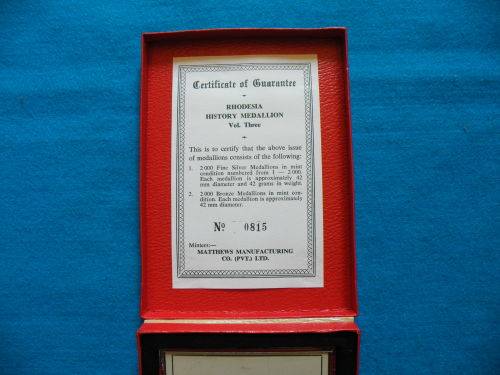 Certificate of Guarantee
RHODESIA
HISTORY MEDALLION
Vol. Three
This is to certify that the above issue
of medallions consists of the following:
1. 2 000 Fine Silver Medallions in mint
condition numbered from 1 — 2 000.
Each medallion is approximately 42
mm diameter and 42 grams in weight.
2. 2 000 Bronze Medallions in mint con-
dition. Each medallion is approximately
42 mm diameter.
No 0815
Minters:—
MATTHEWS MANUFACTURING
CO. (PVT.) LTD.